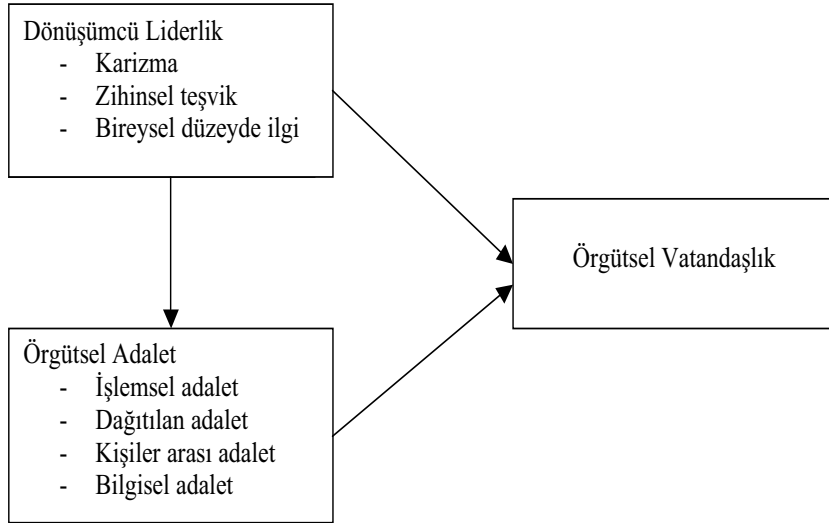 Dönüşümcü Liderlik
- Karizma
- Zihinsel teşvik
- Bireysel düzeyde ilgi
Örgütsel Vatandaşlık
Örgütsel Adalet
- İşlemsel adalet
- Dağıtılan adalet
- Kişiler arası adalet
- Bilgisel adalet